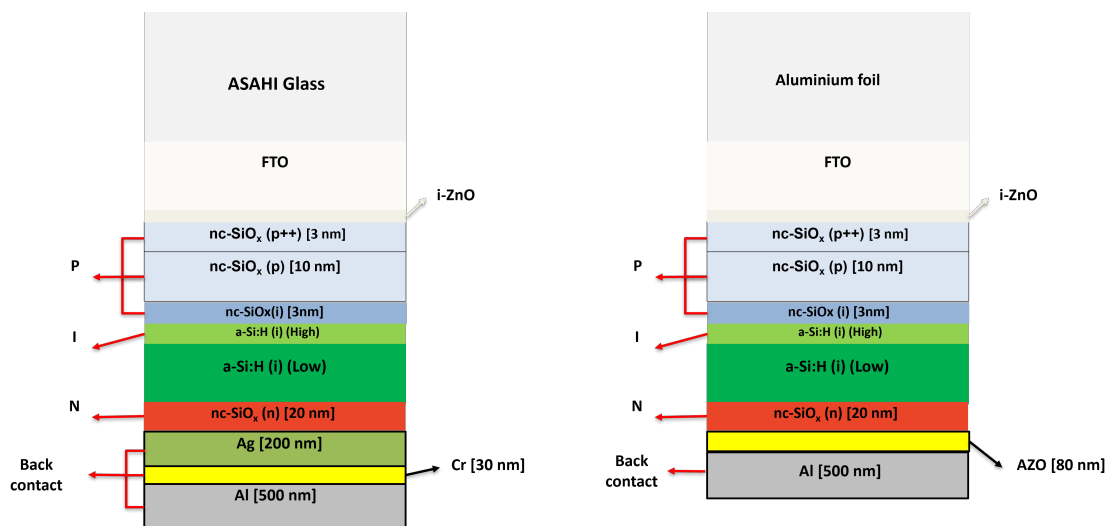 ASAHI Glass
FTO
i-ZnO
nc-SiOₓ (p++) [3 nm]
P
nc-SiOₓ (p) [10 nm]
nc-SiOx(i) [3nm]
I
a-Si:H (i) (High)
a-Si:H (i) (Low)
N
nc-SiOₓ (n) [20 nm]
Ag [200 nm]
Back
contact
Cr [30 nm]
Al [500 nm]
Aluminium foil
FTO
i-ZnO
nc-SiOₓ (p++) [3 nm]
P
nc-SiOₓ (p) [10 nm]
nc-SiOx (i) [3nm]
I
a-Si:H (i) (High)
a-Si:H (i) (Low)
N
nc-SiOₓ (n) [20 nm]
Back
contact
AZO [80 nm]
Al [500 nm]